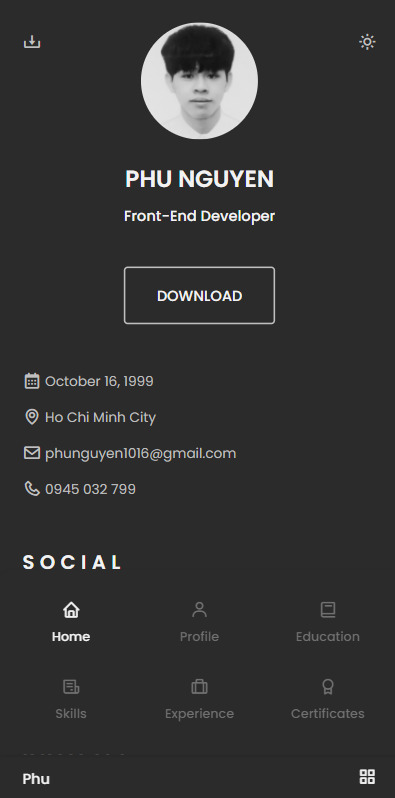 PHU NGUYEN
Front-End Developer
DOWNLOAD
October 16, 1999
Ho Chi Minh City
phunguyen1016@gmail.com
0945 032 799
SOCIAL
Home
Profile
Education
Skills
Experience
Certificates
Phu